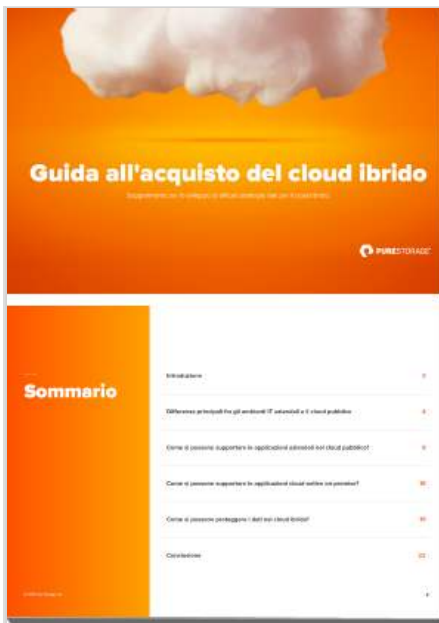 Guida all'acquisto del cloud ibrido
PURESTORAGE
Sommario
Introduzione
Differenze principali fra gli ambienti IT aziendali e il cloud pubblico
Come si possono supportare le applicazioni aziendali nel cloud pubblico?
Come si possono supportare le applicazioni cloud native on premise?
Come si possono proteggere i dati nel cloud ibrido?
Conclusione